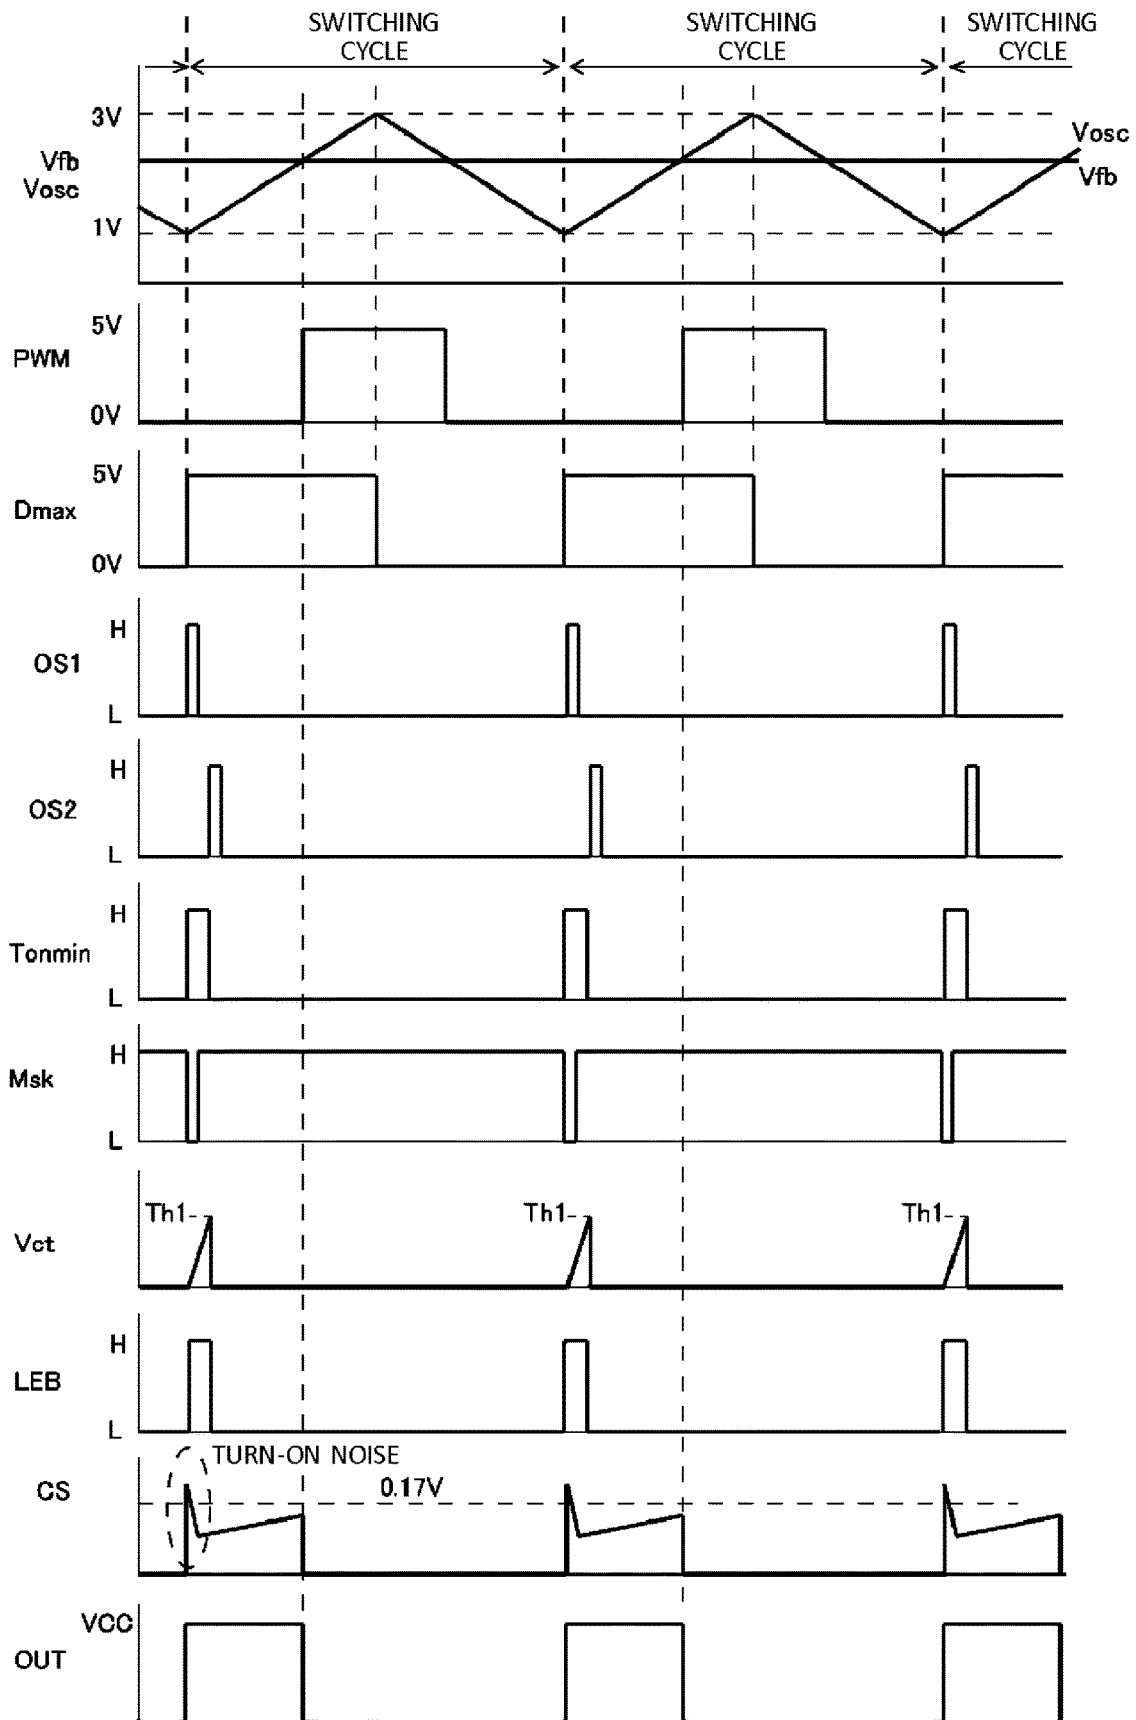 SWITCHING
CYCLE
SWITCHING
CYCLE
SWITCHING
CYCLE
3V
Vosc
Vfb
Vosc
Vfb
1V
5V
PWM
0V
5V
Dmax
0V
H
OS1
L
H
OS2
L
H
Tonmin
L
H
Msk
L
Th1
Th1
Th1
Vct
H
LEB
L
TURN-ON NOISE
CS
0.17V
VCC
OUT